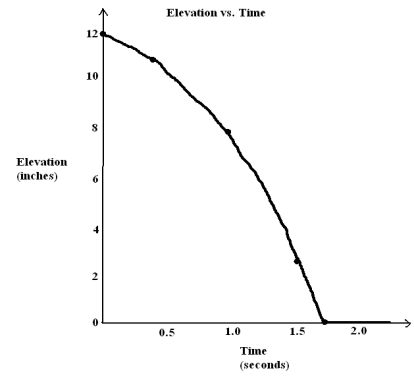 Elevation vs. Time
12
10
8
Elevation
(inches)
6
4
2
0
0.5
1.0
1.5
2.0
Time
(seconds)